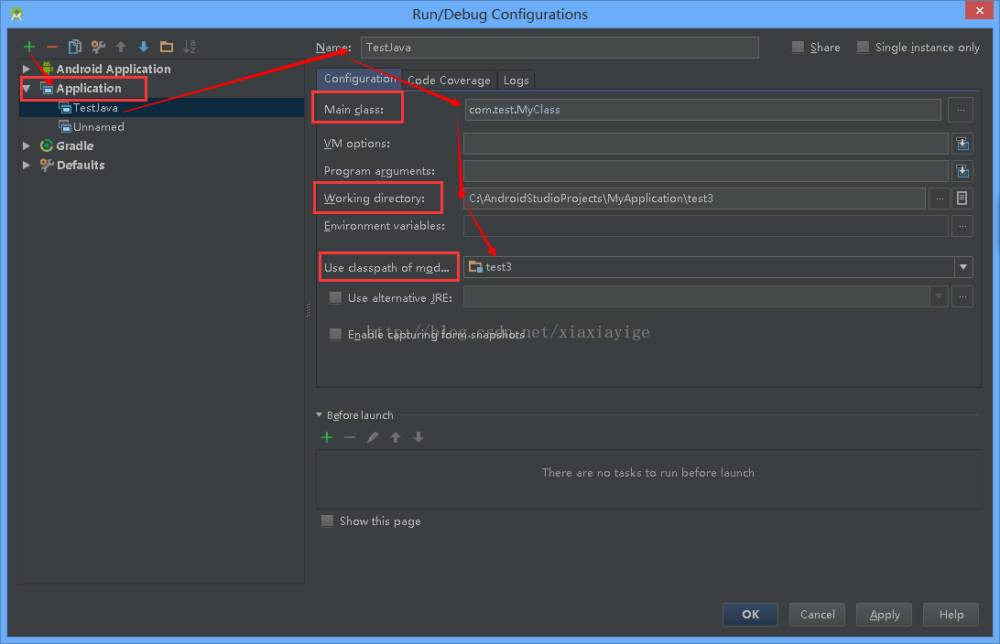 Run/Debug Configurations
Name: TestJava Share Single instance only
Android Application
Application
TestJava
Unnamed
Gradle
Defaults
Configuration Code Coverage Logs
Main class: com.test.MyClass ...
VM options:
Program arguments:
Working directory: C:\AndroidStudioProjects\MyApplication\test3 ...
Environment variables: ...
Use classpath of mod... test3
Use alternative JRE: ...
Enable capturing form snapshots
http://blog.csdn.net/xiaxiayige
Before launch
There are no tasks to run before launch
Show this page
OK Cancel Apply Help